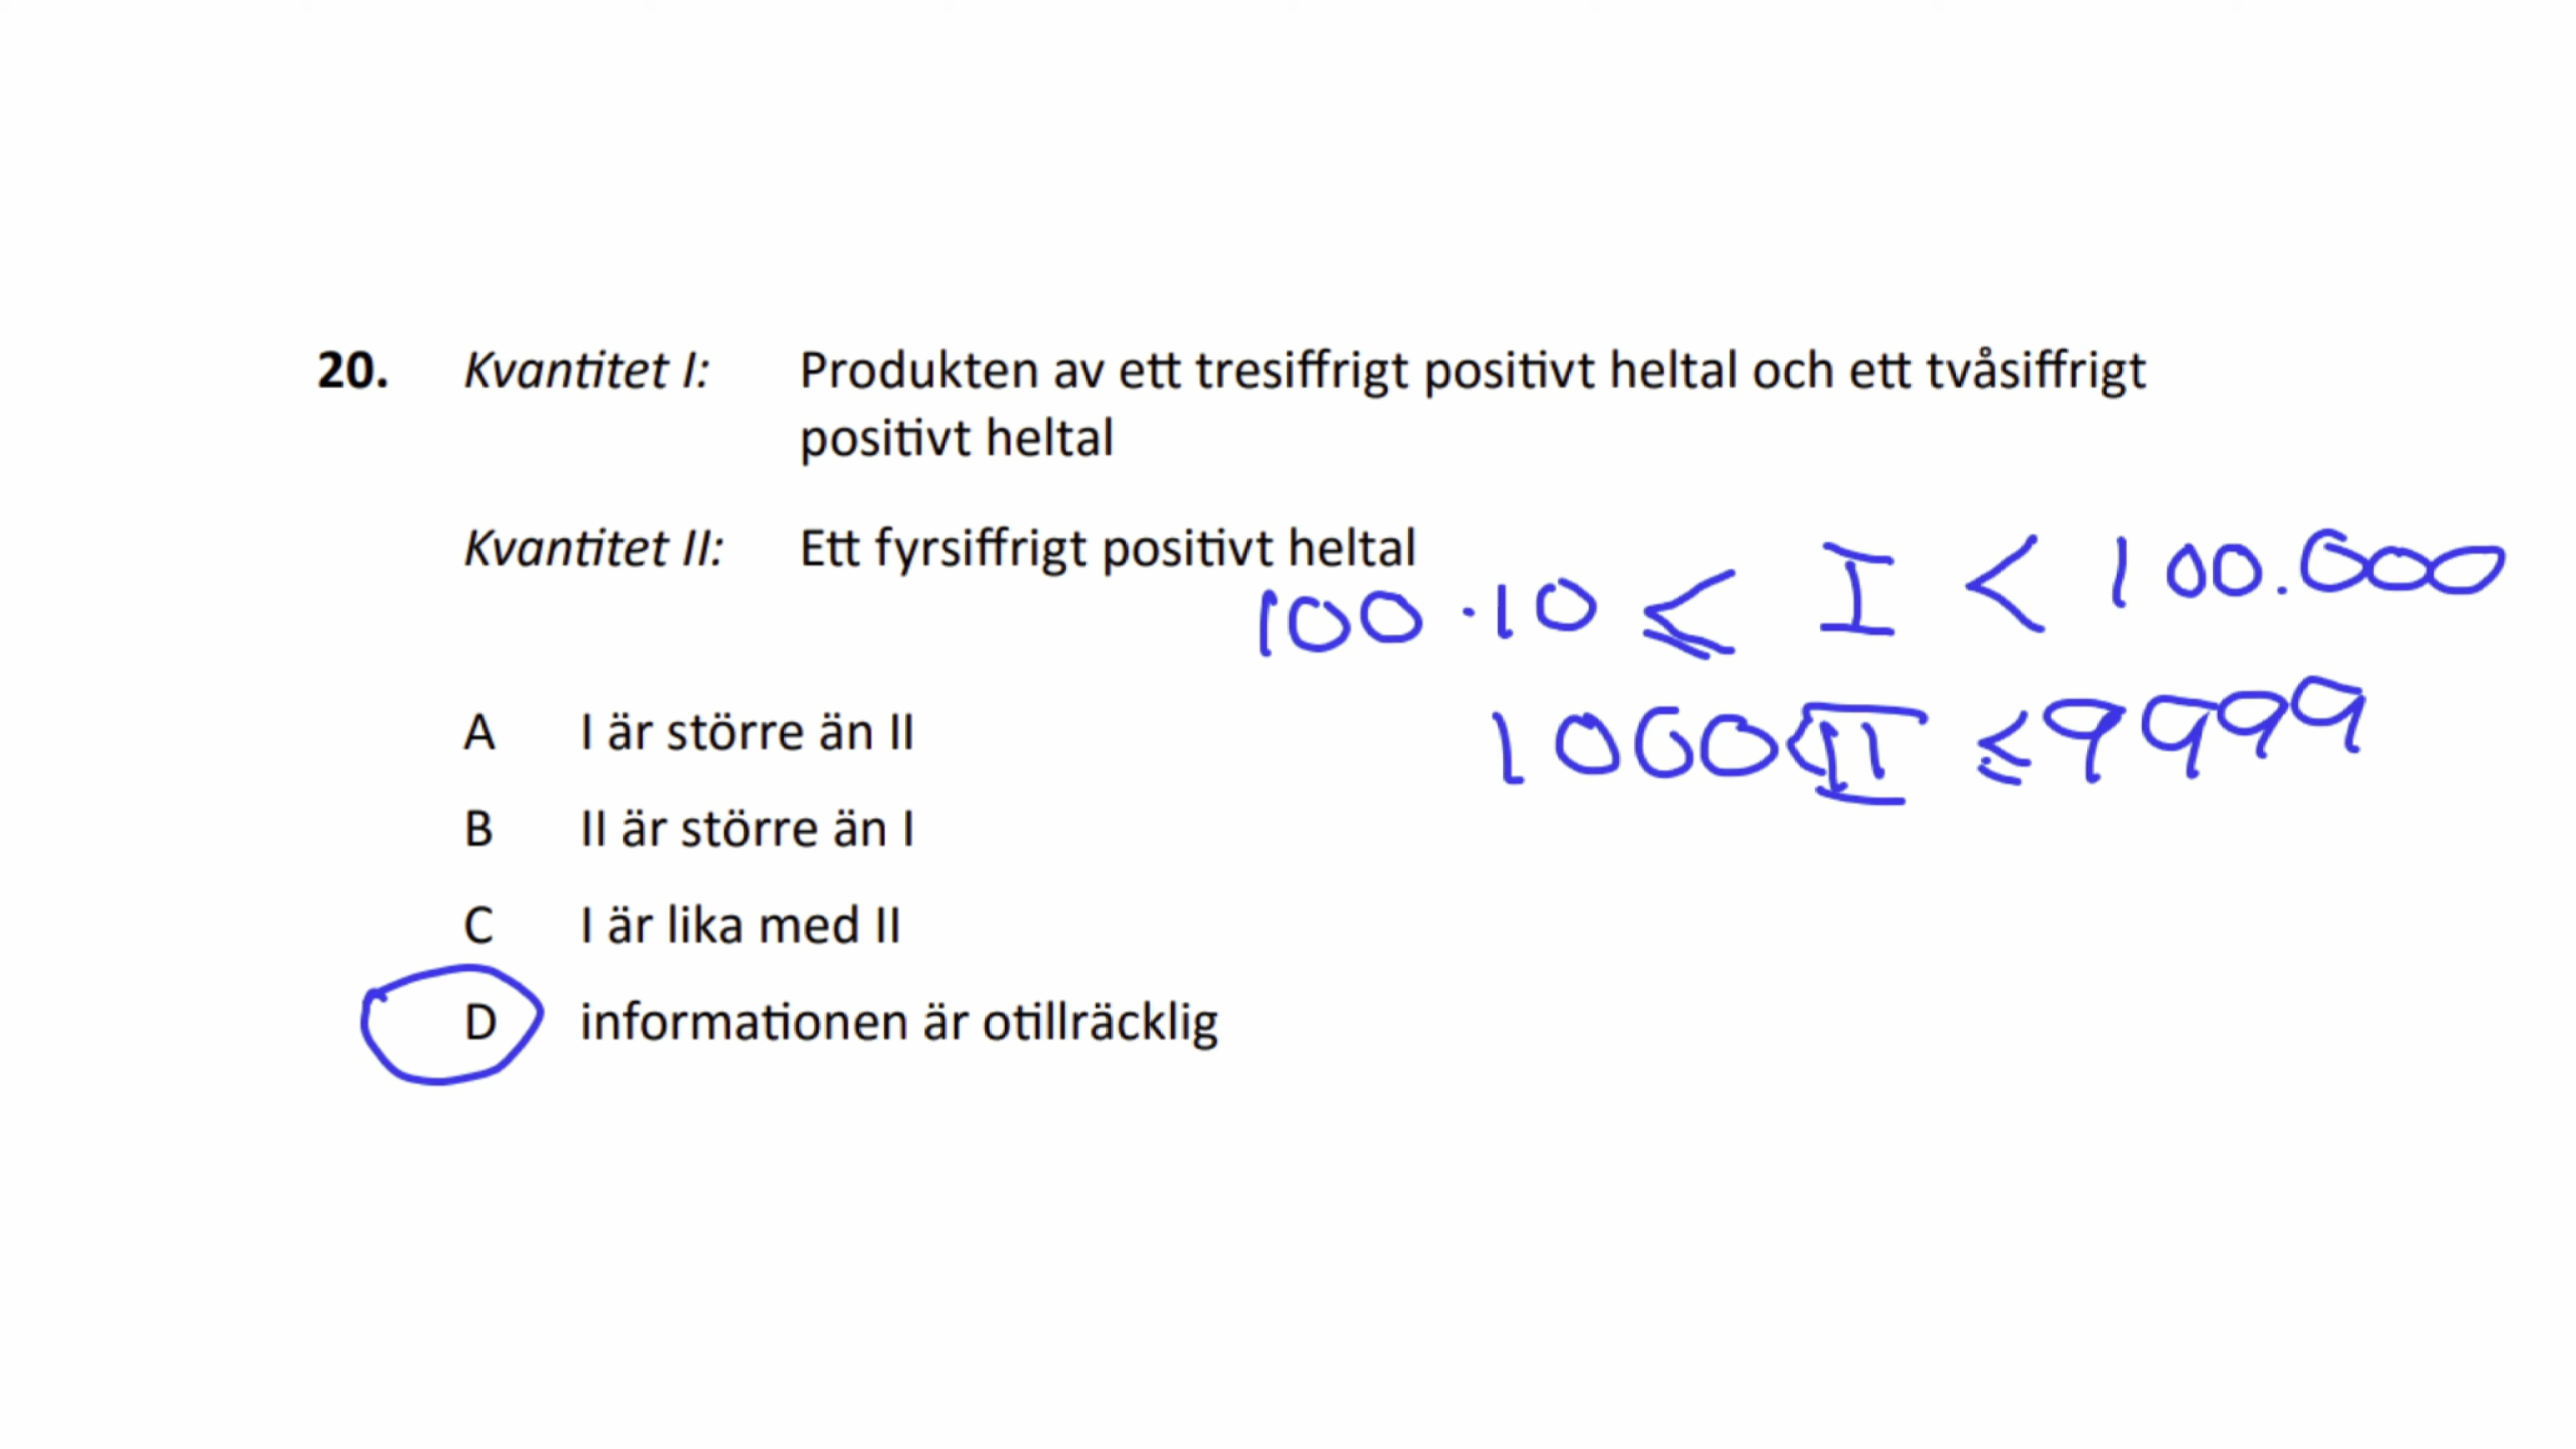 20. Kvantitet I: Produkten av ett tresiffrigt positivt heltal och ett tvåsiffrigt
positivt heltal
Kvantitet II: Ett fyrsiffrigt positivt heltal
100 · 10 ≤ I < 100.000
1000 < II ≤ 9999
A I är större än II
B II är större än I
C I är lika med II
D informationen är otillräcklig